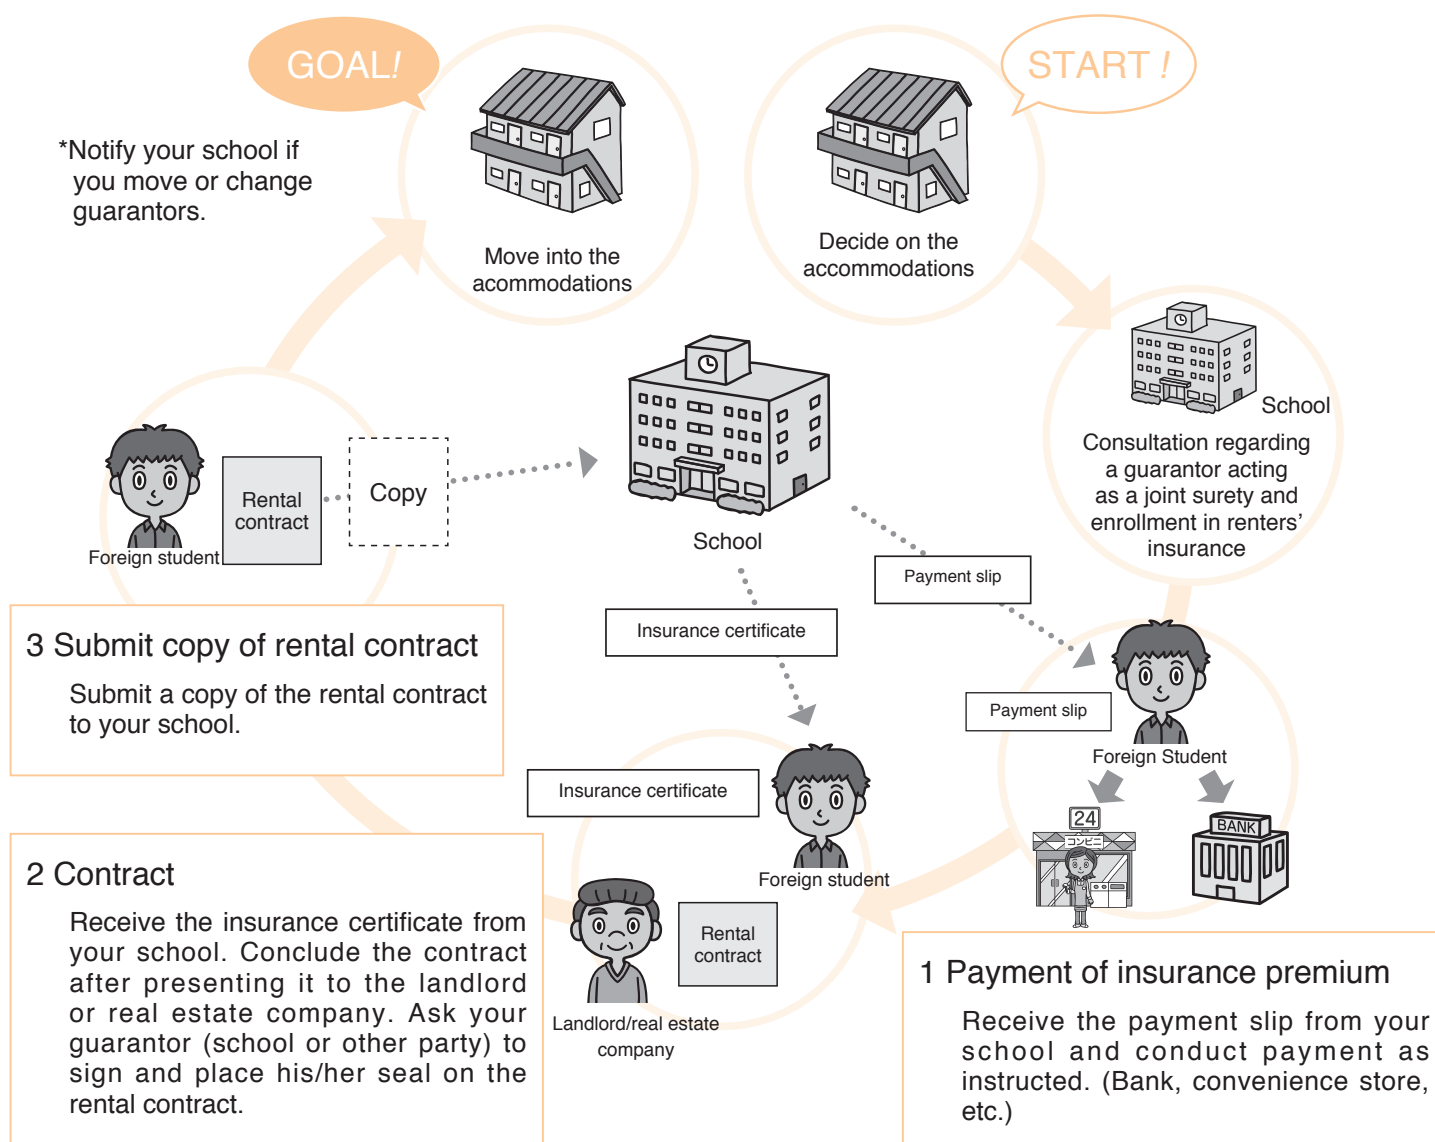 GOAL!
START !
*Notify your school if
you move or change
guarantors.
Move into the
acommodations
Decide on the
accommodations
School
Consultation regarding
a guarantor acting
as a joint surety and
enrollment in renters’
insurance
Foreign student
Rental
contract
Copy
School
Payment slip
Insurance certificate
Payment slip
Foreign Student
24
コンビニ
BANK
3 Submit copy of rental contract
Submit a copy of the rental contract
to your school.
Insurance certificate
Foreign student
Rental
contract
Landlord/real estate
company
2 Contract
Receive the insurance certificate from
your school. Conclude the contract
after presenting it to the landlord
or real estate company. Ask your
guarantor (school or other party) to
sign and place his/her seal on the
rental contract.
1 Payment of insurance premium
Receive the payment slip from your
school and conduct payment as
instructed. (Bank, convenience store,
etc.)